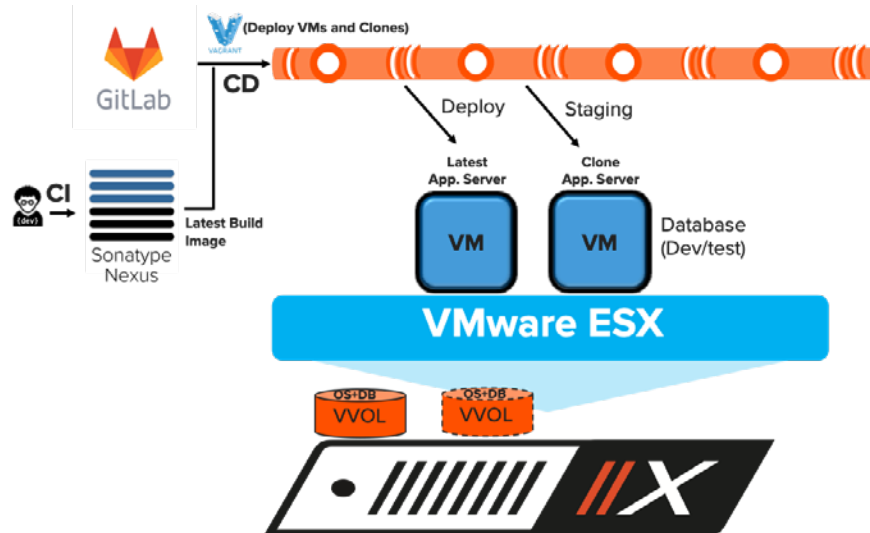 (Deploy VMs and Clones)
VAGRANT
GitLab
CD
Deploy
Staging
CI
{dev}
Latest Build
Image
Sonatype
Nexus
Latest
App. Server
Clone
App. Server
VM
VM
Database
(Dev/test)
VMware ESX
OS+DB
VVOL
OS+DB
VVOL
//X